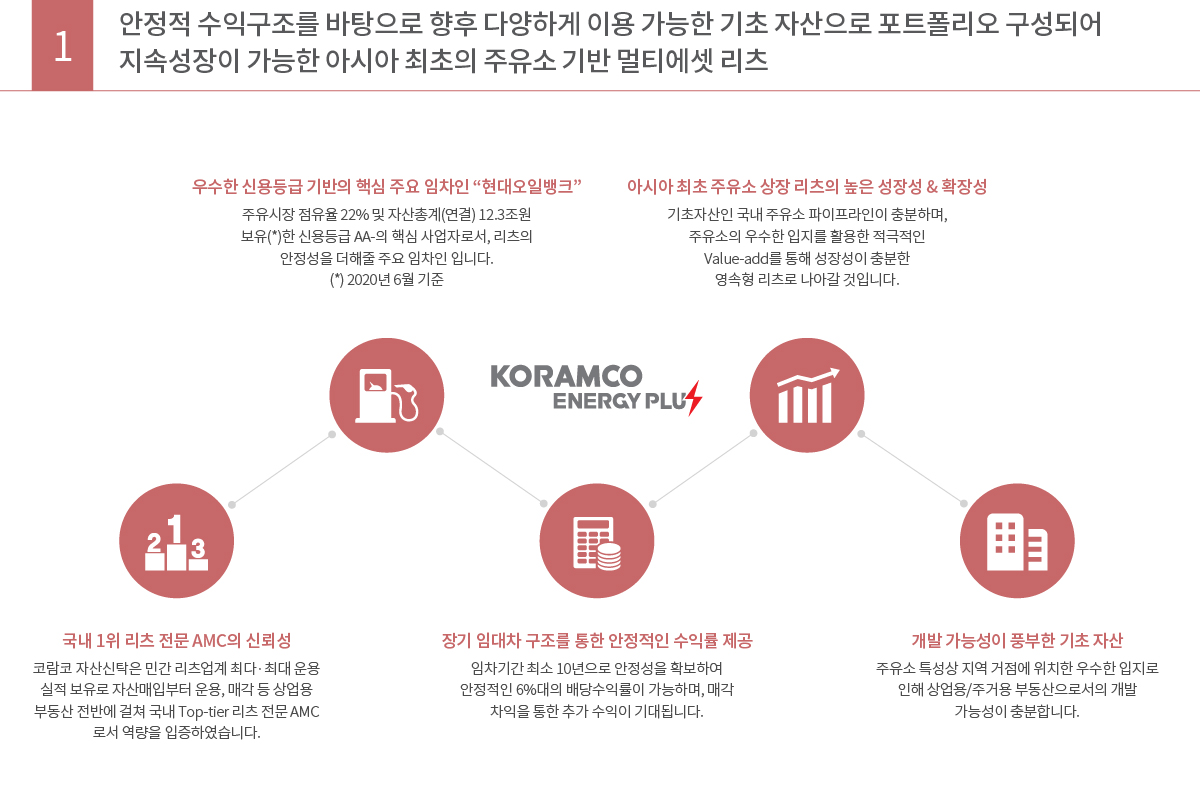 1
안정적 수익구조를 바탕으로 향후 다양하게 이용 가능한 기초 자산으로 포트폴리오 구성되어
지속성장이 가능한 아시아 최초의 주유소 기반 멀티에셋 리츠
우수한 신용등급 기반의 핵심 주요 임차인 “현대오일뱅크”
주유시장 점유율 22% 및 자산총계(연결) 12.3조원
보유(*)한 신용등급 AA-의 핵심 사업자로서, 리츠의
안정성을 더해줄 주요 임차인 입니다.
(*) 2020년 6월 기준
아시아 최초 주유소 상장 리츠의 높은 성장성 & 확장성
기초자산인 국내 주유소 파이프라인이 충분하며,
주유소의 우수한 입지를 활용한 적극적인
Value-add를 통해 성장성이 충분한
영속형 리츠로 나아갈 것입니다.
KORAMCO
ENERGY PLUS
2 1 3
국내 1위 리츠 전문 AMC의 신뢰성
코람코 자산신탁은 민간 리츠업계 최다·최대 운용
실적 보유로 자산매입부터 운용, 매각 등 상업용
부동산 전반에 걸쳐 국내 Top-tier 리츠 전문 AMC
로서 역량을 입증하였습니다.
장기 임대차 구조를 통한 안정적인 수익률 제공
임차기간 최소 10년으로 안정성을 확보하여
안정적인 6%대의 배당수익률이 가능하며, 매각
차익을 통한 추가 수익이 기대됩니다.
개발 가능성이 풍부한 기초 자산
주유소 특성상 지역 거점에 위치한 우수한 입지로
인해 상업용/주거용 부동산으로서의 개발
가능성이 충분합니다.